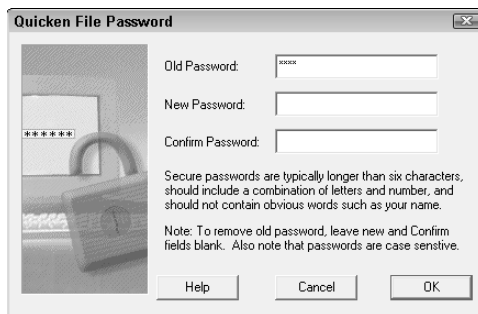 Quicken File Password
Old Password:
xxxx
New Password:
******
Confirm Password:
Secure passwords are typically longer than six characters,
should include a combination of letters and number, and
should not contain obvious words such as your name.
Note: To remove old password, leave new and Confirm
fields blank. Also note that passwords are case senstive.
Help
Cancel
OK